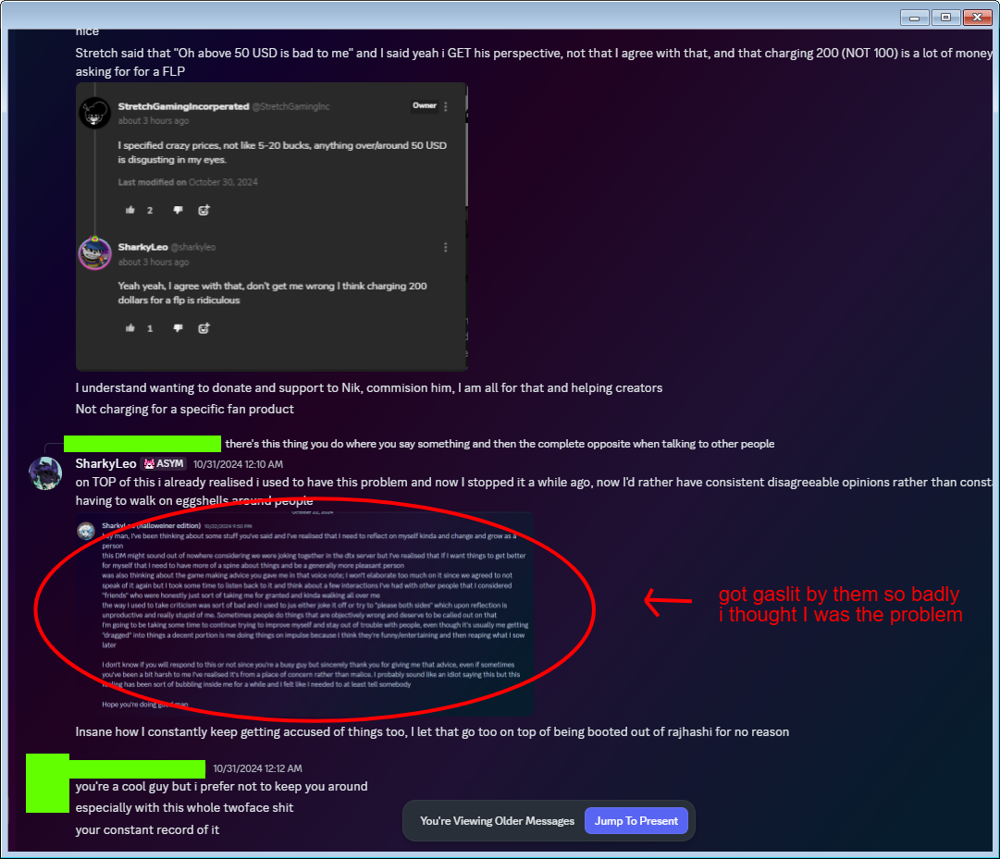 nice
Stretch said that "Oh above 50 USD is bad to me" and I said yeah i GET his perspective, not that I agree with that, and that charging 200 (NOT 100) is a lot of money
asking for for a FLP
StretchGamingIncorperated @StretchGamingInc
Owner
about 3 hours ago
I specified crazy prices, not like 5-20 bucks, anything over/around 50 USD
is disgusting in my eyes.
Last modified on October 30, 2024
2
SharkyLeo @sharkyleo
about 3 hours ago
Yeah yeah, I agree with that, don't get me wrong I think charging 200
dollars for a flp is ridiculous
1
I understand wanting to donate and support to Nik, commision him, I am all for that and helping creators
Not charging for a specific fan product
there's this thing you do where you say something and then the complete opposite when talking to other people
SharkyLeo ASYM 10/31/2024 12:10 AM
on TOP of this i already realised i used to have this problem and now I stopped it a while ago, now I'd rather have consistent disagreeable opinions rather than const
having to walk on eggshells around people
October 22, 2024
SharkyLeo (halloweiner edition) 10/22/2024 9:50 PM
hey man, I've been thinking about some stuff you've said and I've realised that I need to reflect on myself kinda and change and grow as a
person
this DM might sound out of nowhere considering we were joking together in the dtx server but I've realised that if I want things to get better
for myself that I need to have more of a spine about things and be a generally more pleasant person
was also thinking about the game making advice you gave me in that voice note; I won't elaborate too much on it since we agreed to not
speak of it again but I took some time to listen back to it and think about a few interactions I've had with other people that I considered
"friends" who were honestly just sort of taking me for granted and kinda walking all over me
the way I used to take criticism was sort of bad and I used to jus either joke it off or try to "please both sides" which upon reflection is
unproductive and really stupid of me. Sometimes people do things that are objectively wrong and deserve to be called out on that
I'm going to be taking some time to continue trying to improve myself and stay out of trouble with people, even though it's usually me getting
"dragged" into things a decent portion is me doing things on impulse because I think they're funny/entertaining and then reaping what I sow
later
I don't know if you will respond to this or not since you're a busy guy but sincerely thank you for giving me that advice, even if sometimes
you've been a bit harsh to me I've realised it's from a place of concern rather than malice. I probably sound like an idiot saying this but this
feeling has been sort of bubbling inside me for a while and I felt like I needed to at least tell somebody
Hope you're doing good man
got gaslit by them so badly
i thought I was the problem
Insane how I constantly keep getting accused of things too, I let that go too on top of being booted out of rajhashi for no reason
10/31/2024 12:12 AM
you're a cool guy but i prefer not to keep you around
especially with this whole twoface shit
your constant record of it
You're Viewing Older Messages
Jump To Present